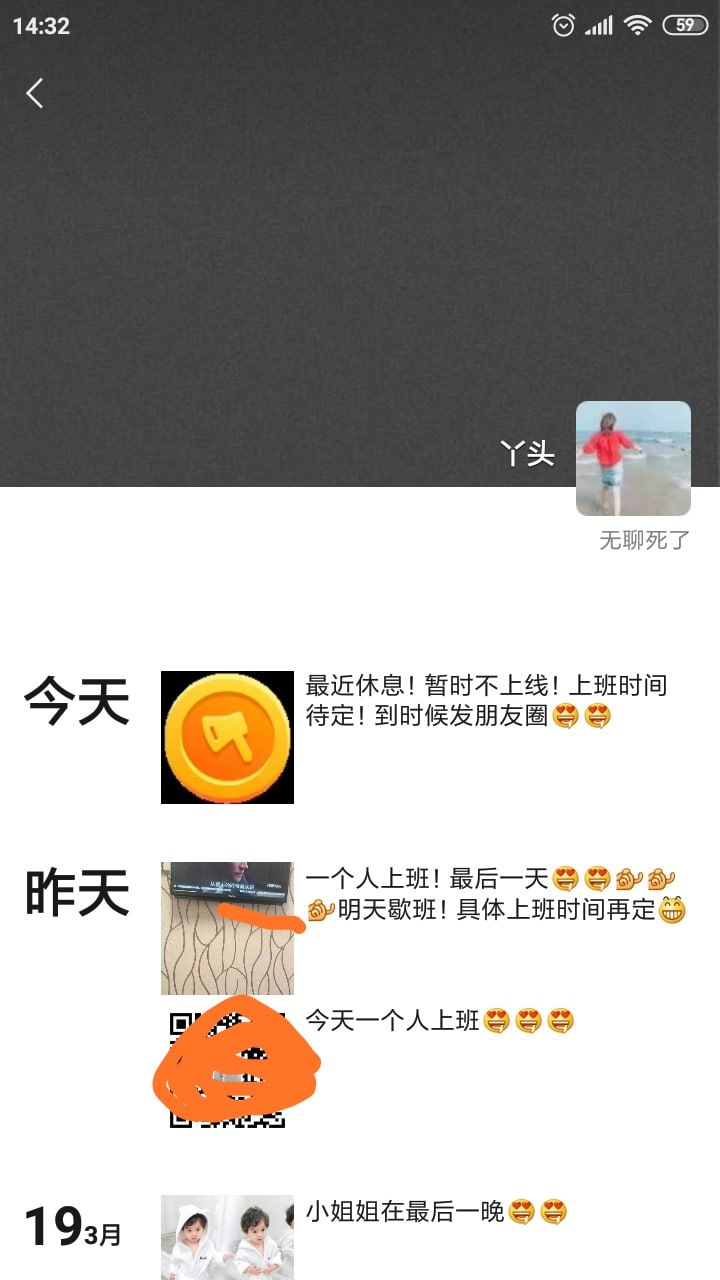 14:32
59
丫头
无聊死了
今天
最近休息！暂时不上线！上班时间
待定！到时候发朋友圈😍😍
昨天
一个人上班！最后一天😍😍
明天歇班！具体上班时间再定😁
今天一个人上班😍😍😍
19 3月
小姐姐在最后一晚😍😍